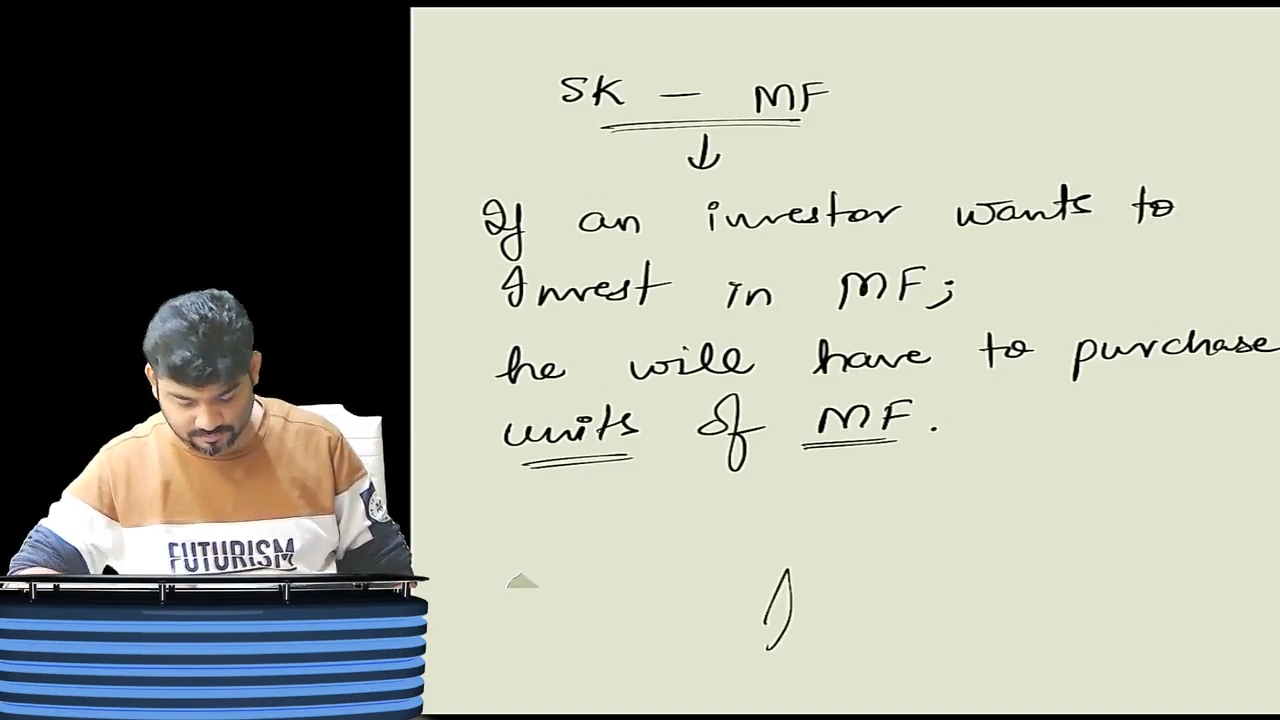 SK - MF
↓
If an investor wants to
Invest in MF;
he will have to purchase
units of MF.
FUTURISM